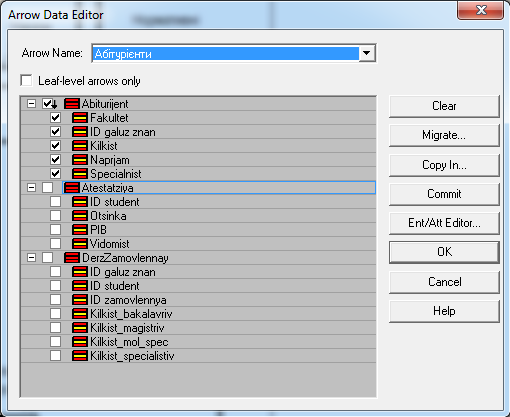 Arrow Data Editor
Arrow Name: Абітурієнти
Leaf-level arrows only
Abiturijent
Fakultet
ID galuz znan
Kilkist
Naprjam
Specialnist
Atestatziya
ID student
Otsinka
PIB
Vidomist
DerzZamovlennay
ID galuz znan
ID student
ID zamovlennya
Kilkist_bakalavriv
Kilkist_magistriv
Kilkist_mol_spec
Kilkist_specialistiv
Clear
Migrate...
Copy In...
Commit
Ent/Att Editor...
OK
Cancel
Help